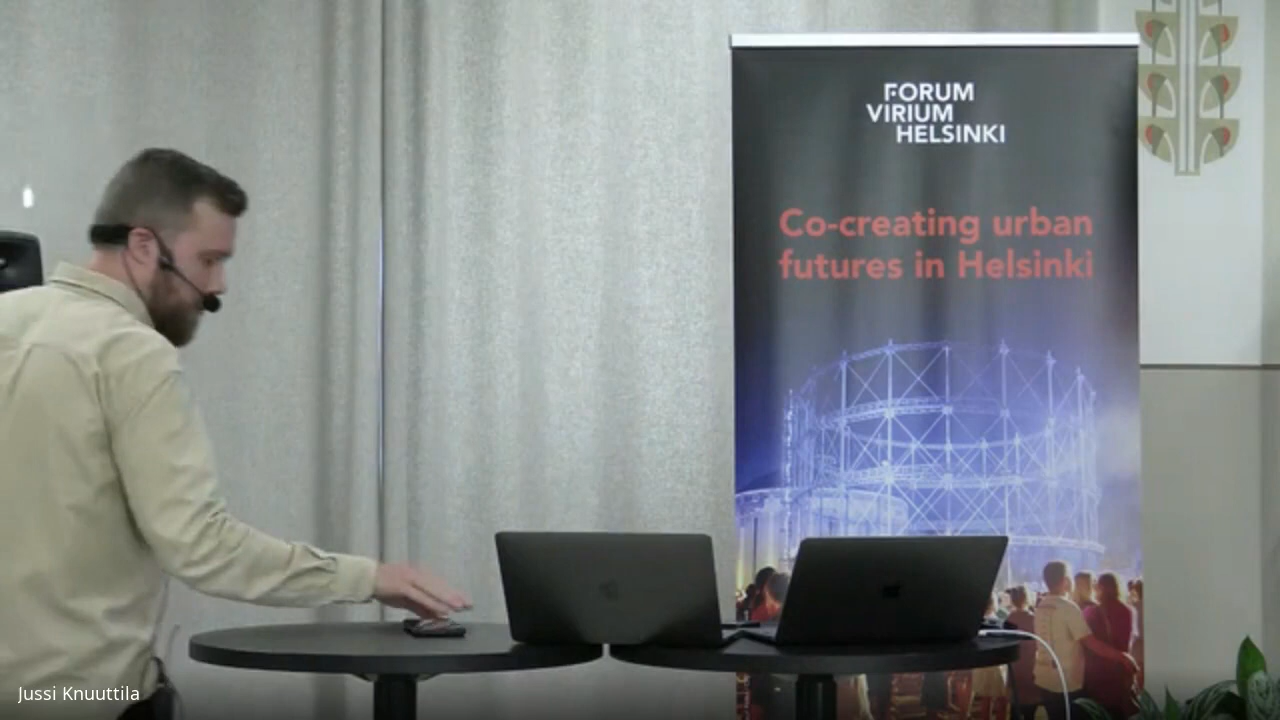 FORUM
VIRIUM
HELSINKI
Co-creating urban
futures in Helsinki
Jussi Knuuttila